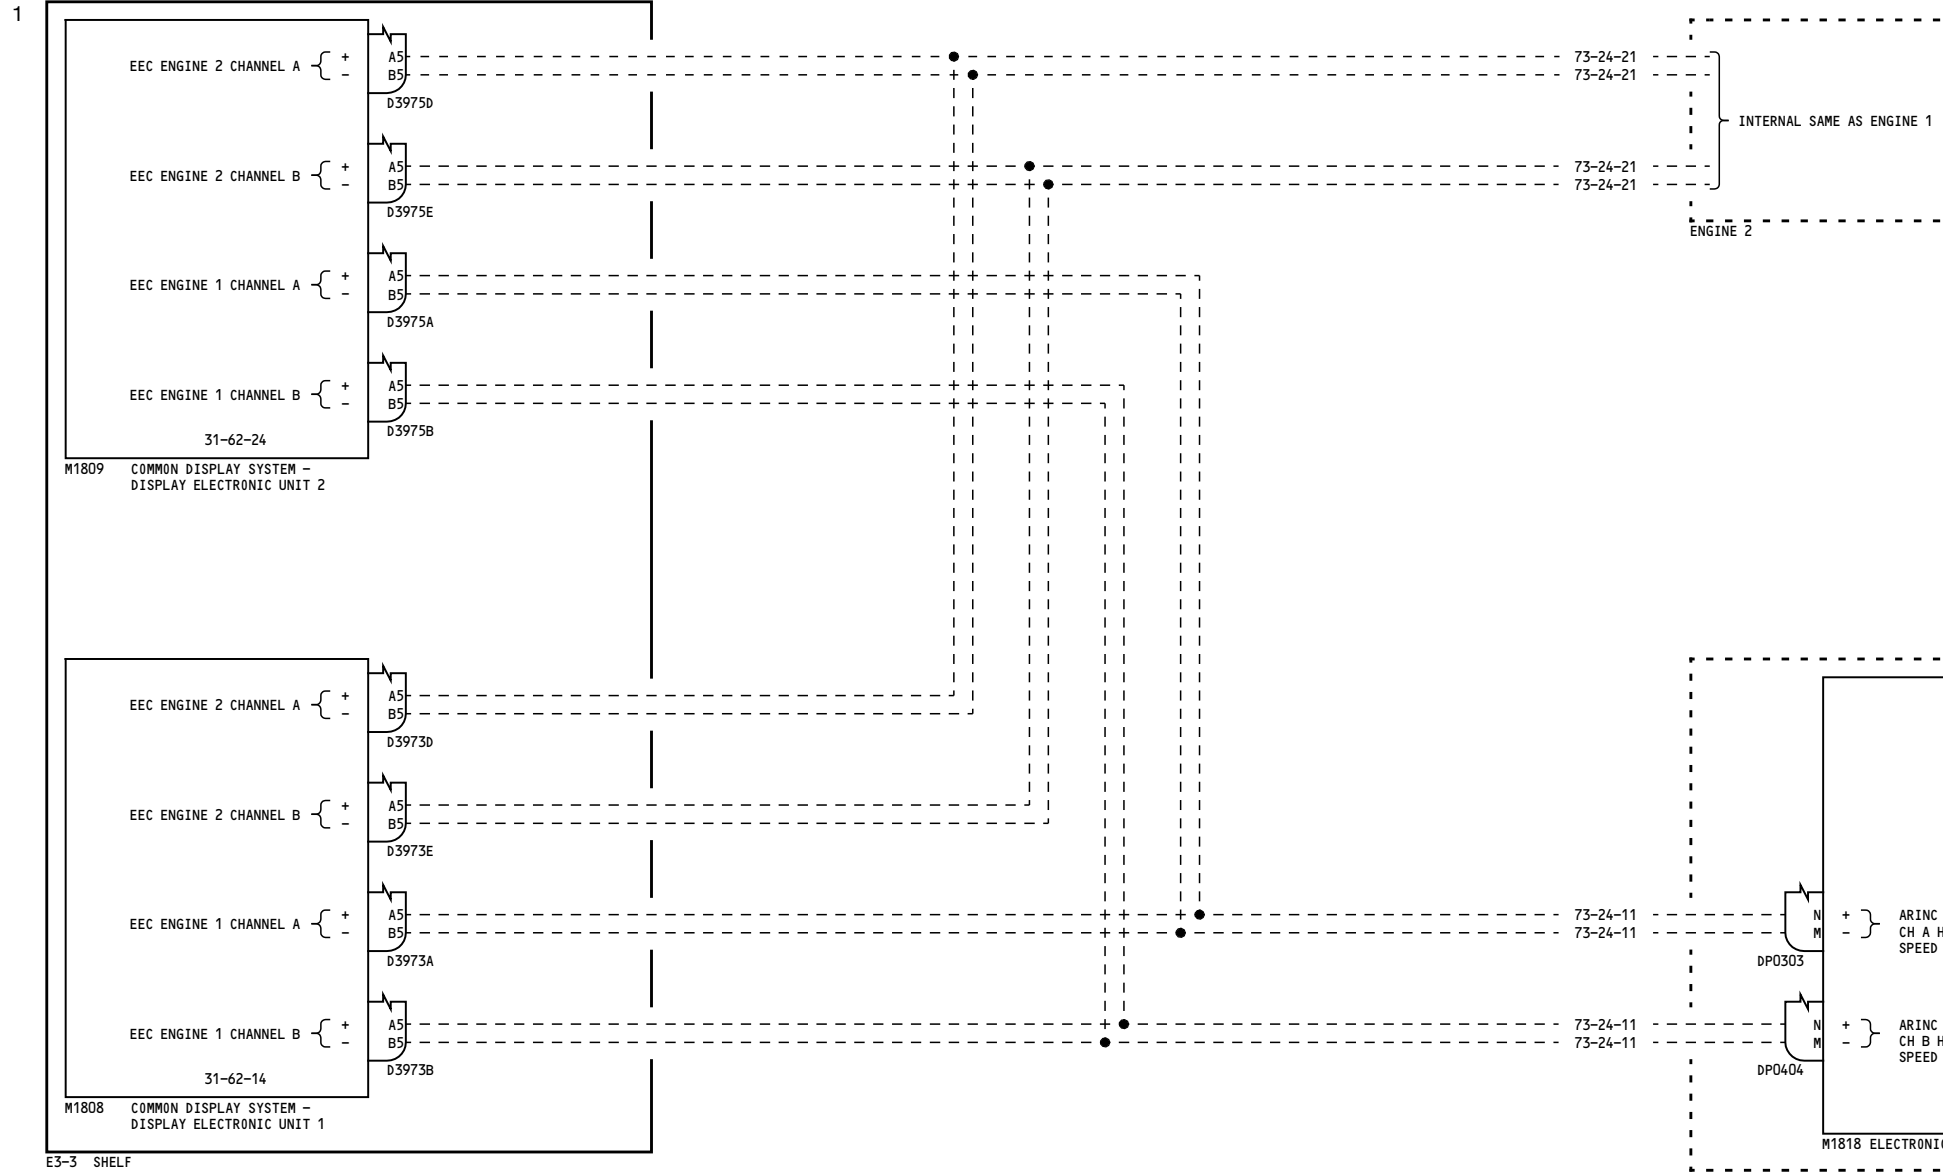 1
EEC ENGINE 2 CHANNEL A + A5 73-24-21
- B5 73-24-21
D3975D
INTERNAL SAME AS ENGINE 1
EEC ENGINE 2 CHANNEL B + A5 73-24-21
- B5 73-24-21
D3975E
ENGINE 2
EEC ENGINE 1 CHANNEL A + A5
- B5
D3975A
EEC ENGINE 1 CHANNEL B + A5
- B5
D3975B
31-62-24
M1809 COMMON DISPLAY SYSTEM -
DISPLAY ELECTRONIC UNIT 2
EEC ENGINE 2 CHANNEL A + A5
- B5
D3973D
EEC ENGINE 2 CHANNEL B + A5
- B5
D3973E
EEC ENGINE 1 CHANNEL A + A5 73-24-11 N + ARINC
- B5 73-24-11 M - CH A H
SPEED
D3973A DP0303
EEC ENGINE 1 CHANNEL B + A5 73-24-11 N + ARINC
- B5 73-24-11 M - CH B H
SPEED
D3973B DP0404
31-62-14
M1808 COMMON DISPLAY SYSTEM -
DISPLAY ELECTRONIC UNIT 1
M1818 ELECTRONIC
E3-3 SHELF